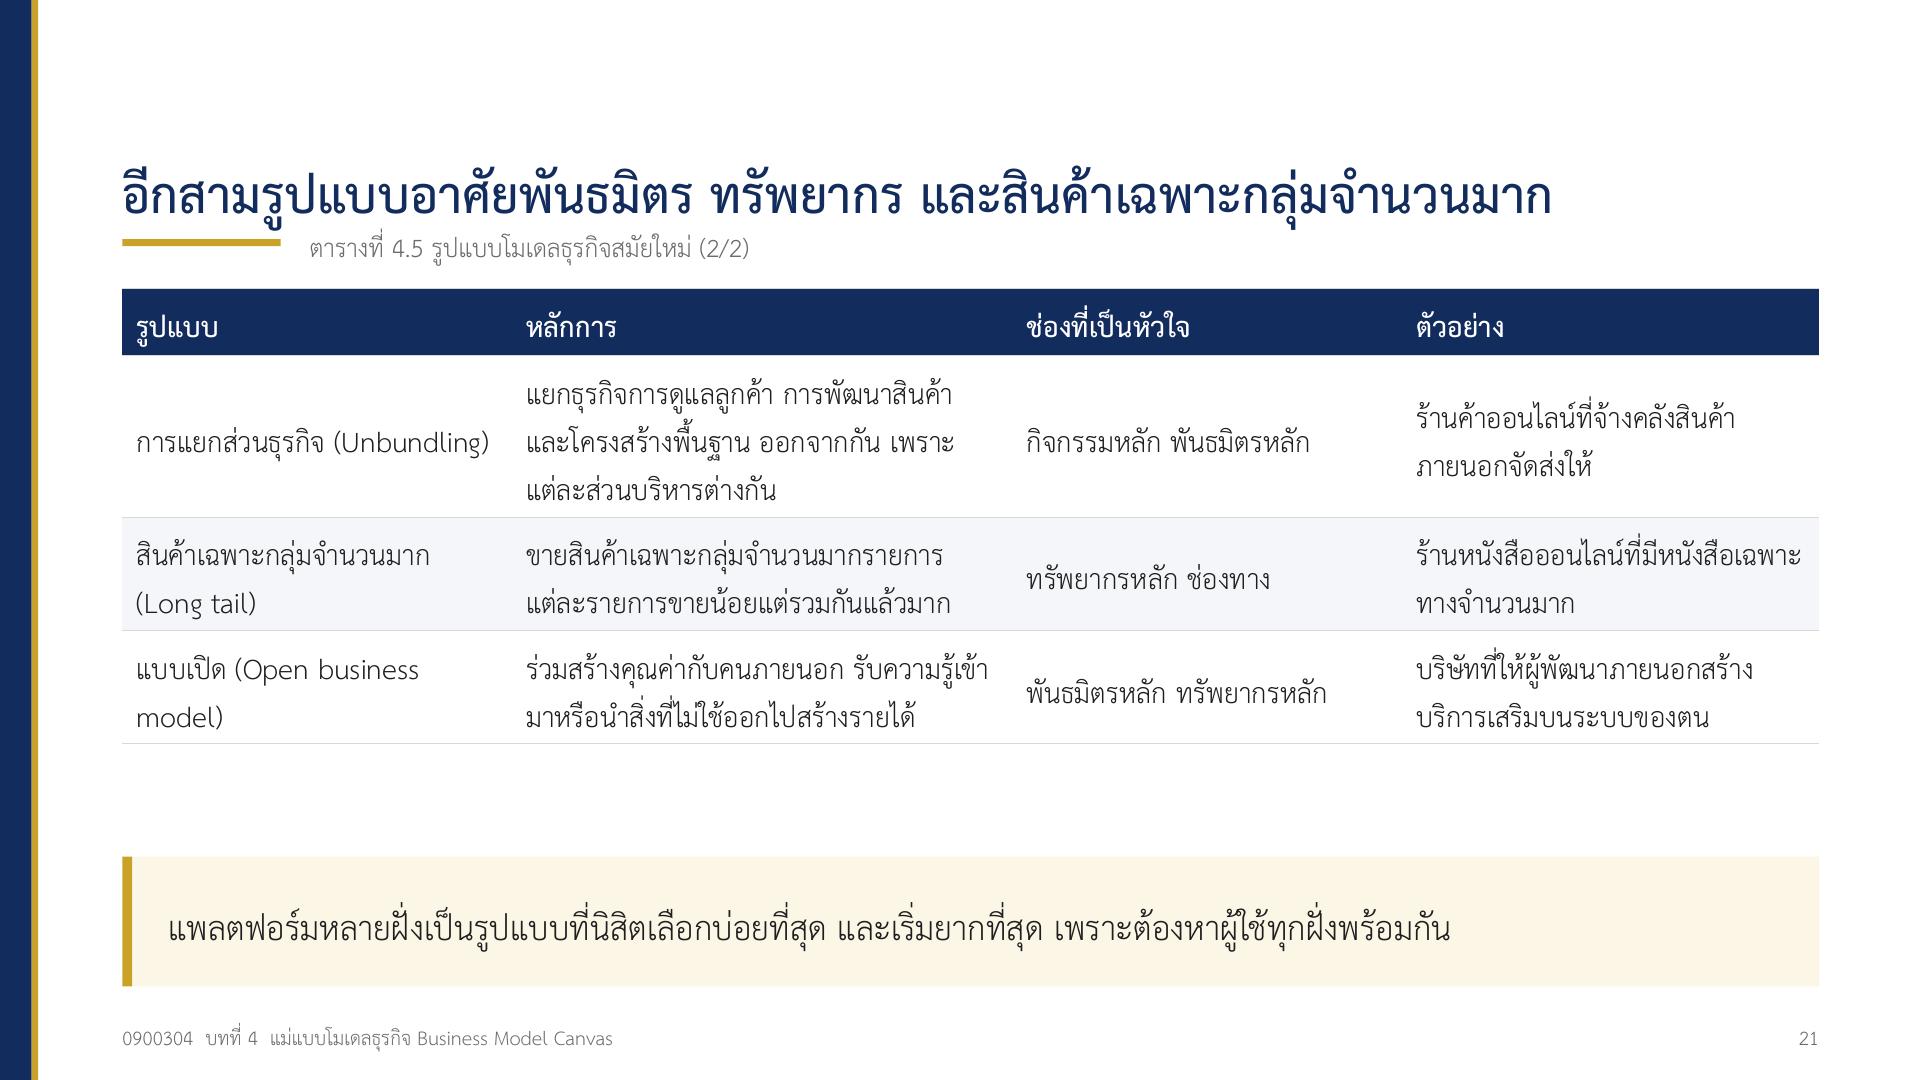 อีกสามรูปแบบอาศัยพันธมิตร ทรัพยากร และสินค้าเฉพาะกลุ่มจำนวนมาก
ตารางที่ 4.5 รูปแบบโมเดลธุรกิจสมัยใหม่ (2/2)
รูปแบบ หลักการ ช่องที่เป็นหัวใจ ตัวอย่าง
การแยกส่วนธุรกิจ (Unbundling)
แยกธุรกิจการดูแลลูกค้า การพัฒนาสินค้า
และโครงสร้างพื้นฐาน ออกจากกัน เพราะ
แต่ละส่วนบริหารต่างกัน
กิจกรรมหลัก พันธมิตรหลัก
ร้านค้าออนไลน์ที่จ้างคลังสินค้า
ภายนอกจัดส่งให้
สินค้าเฉพาะกลุ่มจำนวนมาก
(Long tail)
ขายสินค้าเฉพาะกลุ่มจำนวนมากรายการ
แต่ละรายการขายน้อยแต่รวมกันแล้วมาก
ทรัพยากรหลัก ช่องทาง
ร้านหนังสือออนไลน์ที่มีหนังสือเฉพาะ
ทางจำนวนมาก
แบบเปิด (Open business
model)
ร่วมสร้างคุณค่ากับคนภายนอก รับความรู้เข้า
มาหรือนำสิ่งที่ไม่ใช้ออกไปสร้างรายได้
พันธมิตรหลัก ทรัพยากรหลัก
บริษัทที่ให้ผู้พัฒนาภายนอกสร้าง
บริการเสริมบนระบบของตน
แพลตฟอร์มหลายฝั่งเป็นรูปแบบที่นิสิตเลือกบ่อยที่สุด และเริ่มยากที่สุด เพราะต้องหาผู้ใช้ทุกฝั่งพร้อมกัน
0900304 บทที่ 4 แม่แบบโมเดลธุรกิจ Business Model Canvas
21